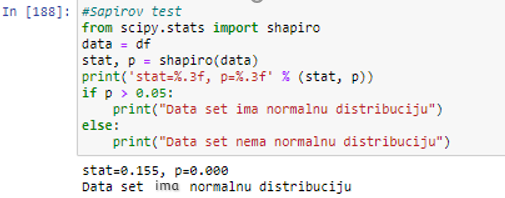 In [188]: #Sapirov test
from scipy.stats import shapiro
data = df
stat, p = shapiro(data)
print('stat=%.3f, p=%.3f' % (stat, p))
if p > 0.05:
    print("Data set ima normalnu distribuciju")
else:
    print("Data set nema normalnu distribuciju")
stat=0.155, p=0.000
Data set ima normalnu distribuciju